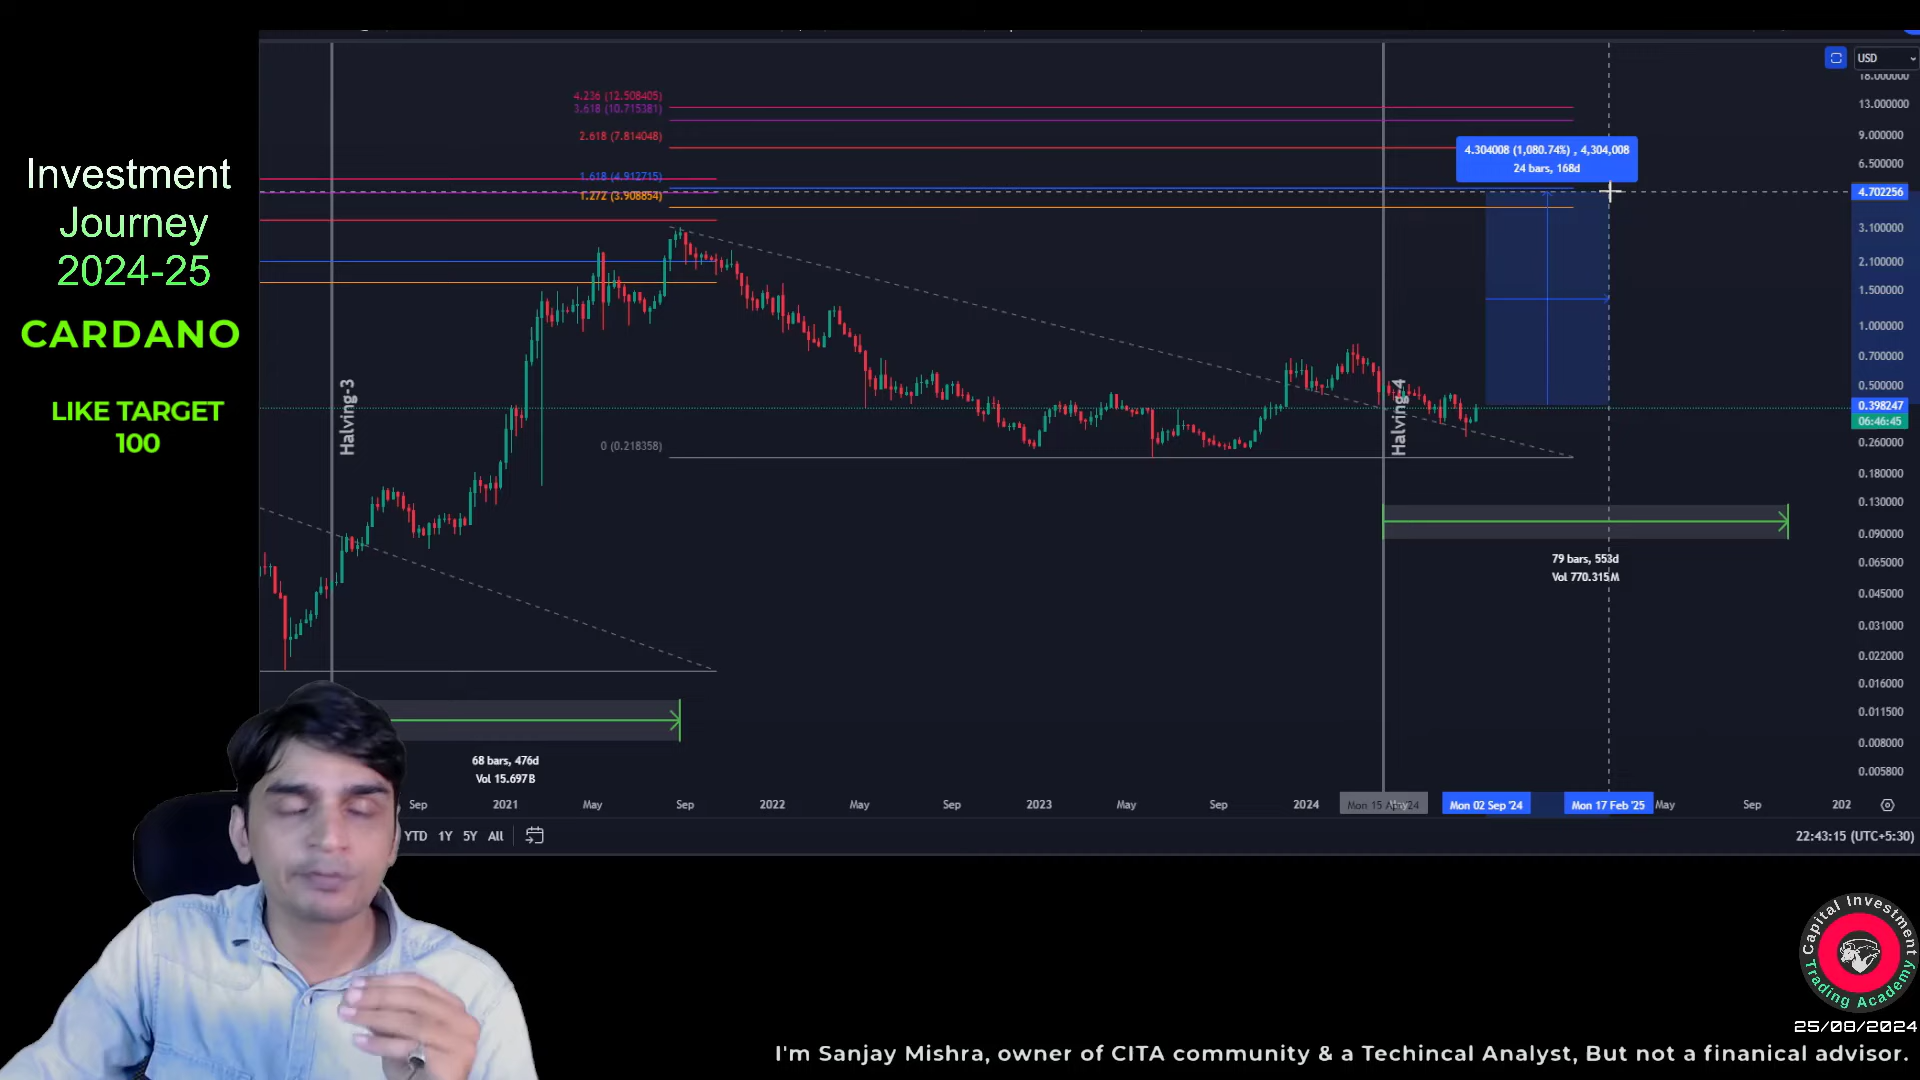 Investment
Journey
2024-25
CARDANO
LIKE TARGET
100
USD
18.000000
13.000000
9.000000
6.500000
4.702256
3.100000
2.100000
1.500000
1.000000
0.700000
0.500000
0.398247
06:46:45
0.260000
0.180000
0.130000
0.090000
0.065000
0.045000
0.031000
0.022000
0.016000
0.011500
0.008000
0.005800
4.236 (12.508405)
3.618 (10.715381)
2.618 (7.814048)
1.618 (4.912715)
1.272 (3.908854)
0 (0.218358)
4.304008 (1,080.74%) , 4,304,008
24 bars, 168d
Halving-3
Halving-4
79 bars, 553d
Vol 770.315M
68 bars, 476d
Vol 15.697B
Sep 2021 May Sep 2022 May Sep 2023 May Sep 2024 Mon 02 Sep '24 Mon 17 Feb '25 May Sep 202
YTD 1Y 5Y All
22:43:15 (UTC+5:30)
Capital Investment
Trading Academy
25/08/2024
I'm Sanjay Mishra, owner of CITA community & a Techincal Analyst, But not a finanical advisor.